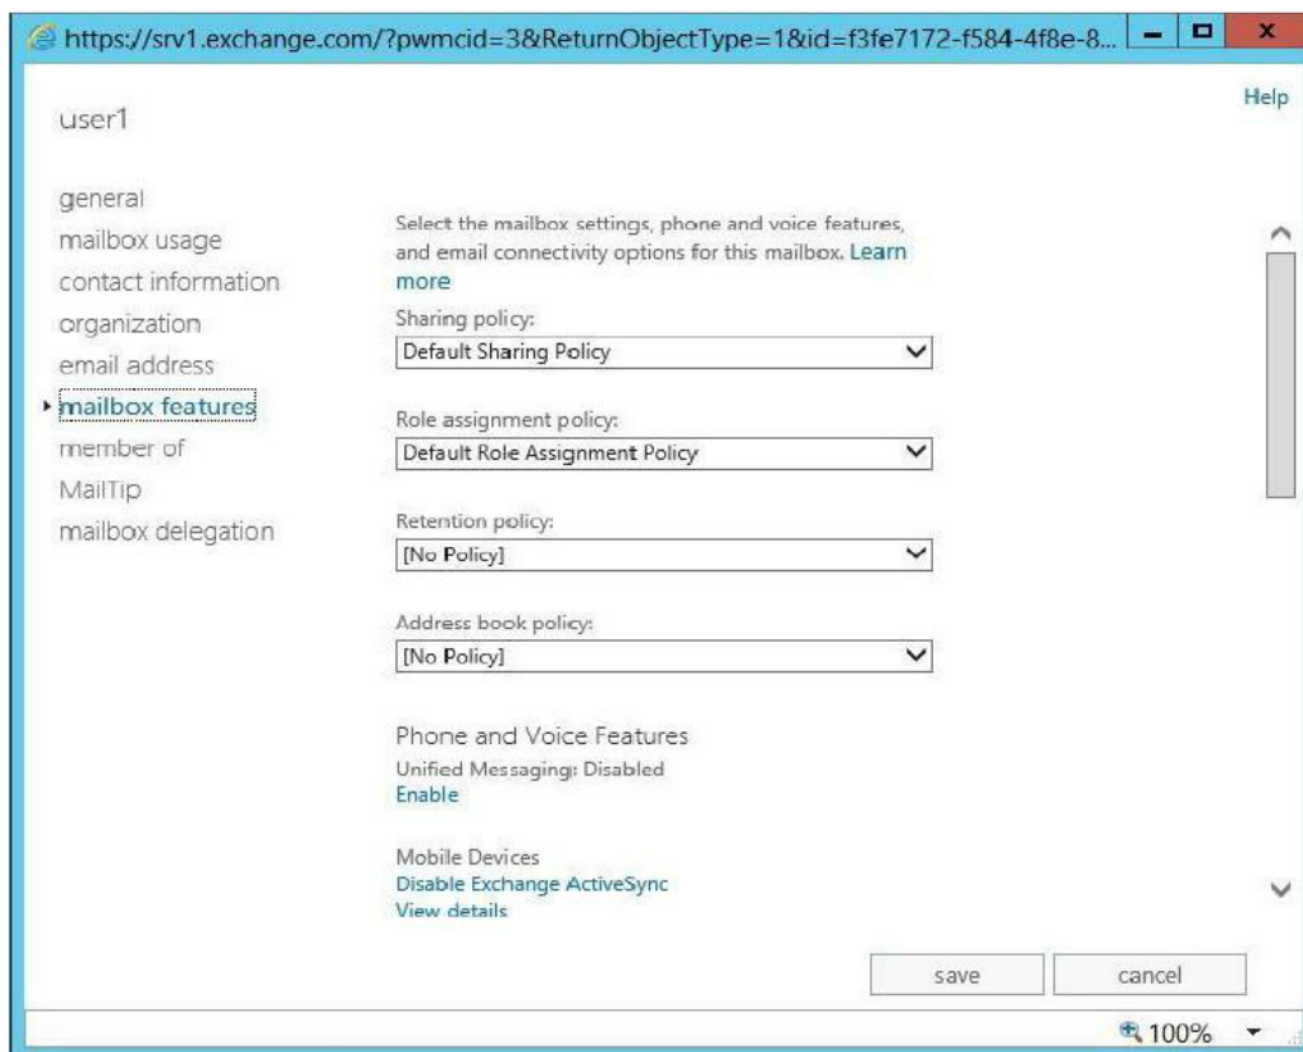 https://srv1.exchange.com/?pwmcid=3&ReturnObjectType=1&id=f3fe7172-f584-4f8e-8...
Help
user1
general
mailbox usage
contact information
organization
email address
mailbox features
member of
MailTip
mailbox delegation
Select the mailbox settings, phone and voice features,
and email connectivity options for this mailbox. Learn
more
Sharing policy:
Default Sharing Policy
Role assignment policy:
Default Role Assignment Policy
Retention policy:
[No Policy]
Address book policy:
[No Policy]
Phone and Voice Features
Unified Messaging: Disabled
Enable
Mobile Devices
Disable Exchange ActiveSync
View details
save
cancel
100%